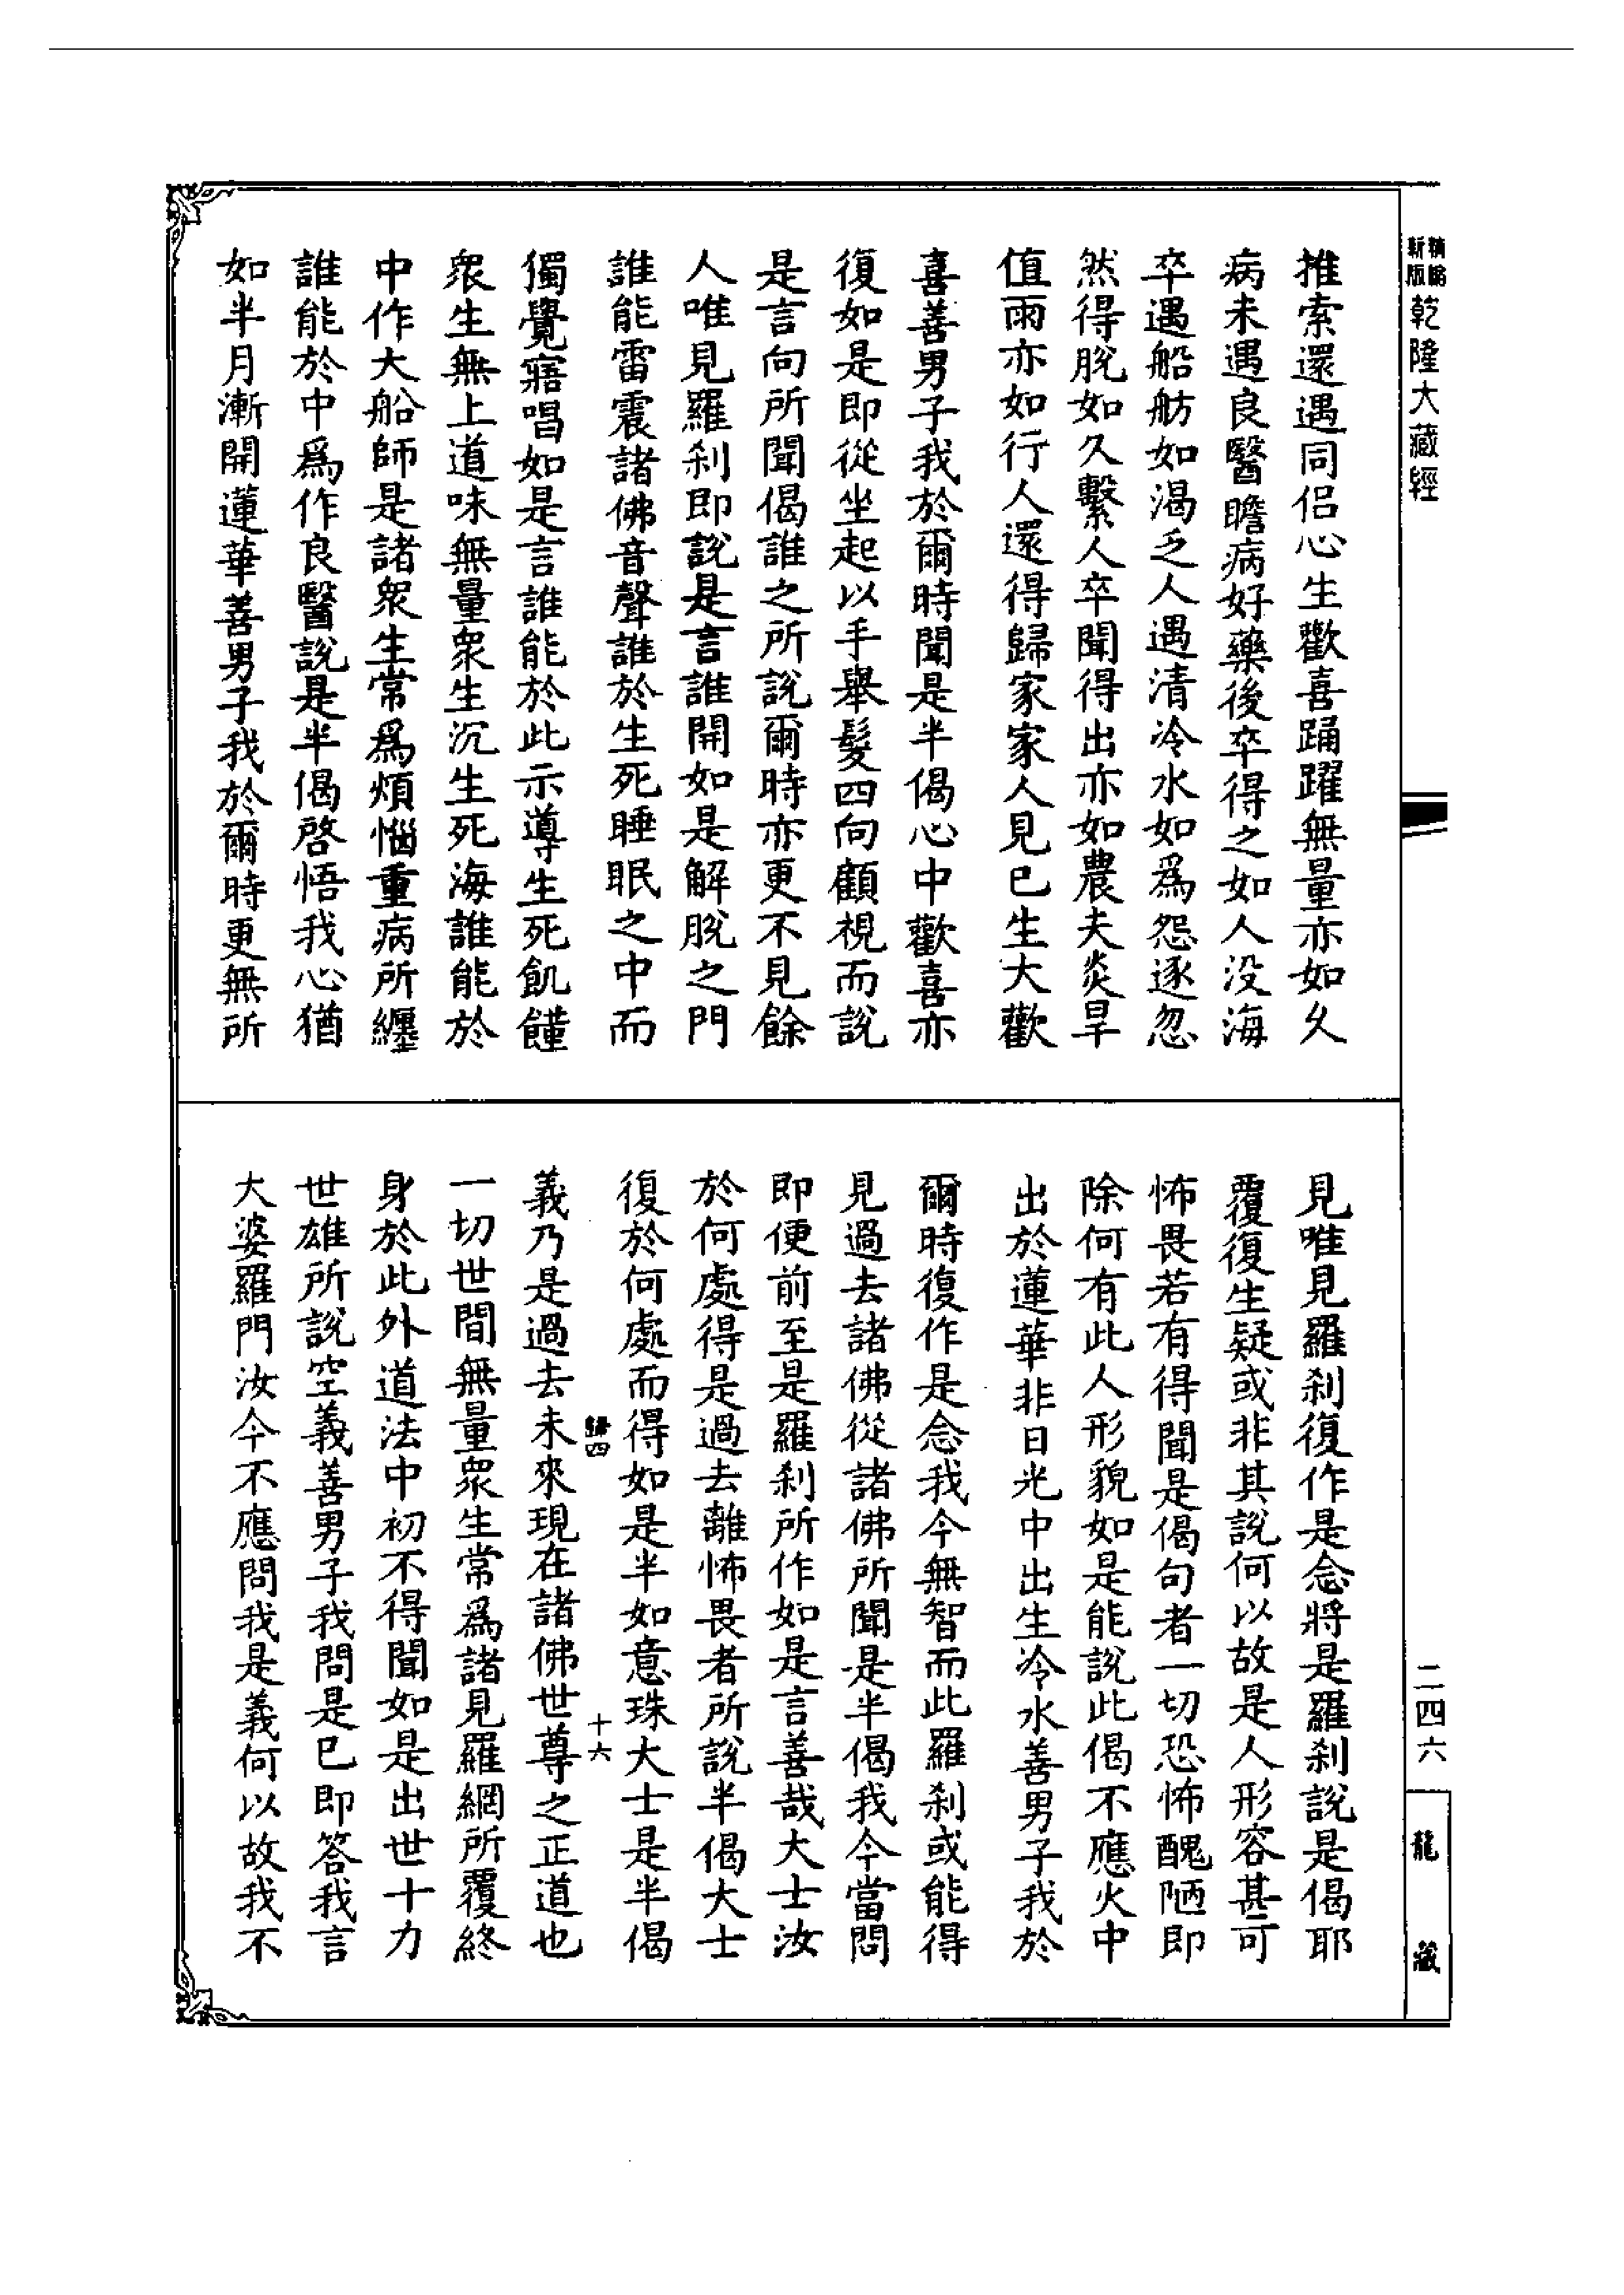 新版
精縮
乾隆大藏經
推索還遇同侶心生歡喜踊躍無量亦如久
病未遇良醫瞻病好藥後卒得之如人没海
卒遇船舫如渴乏人遇清冷水如爲怨逐忽
然得脫如久繫人卒聞得出亦如農夫炎旱
值雨亦如行人還得歸家家人見已生大歡
喜善男子我於爾時聞是半偈心中歡喜亦
復如是即從坐起以手舉髮四向顧視而說
是言向所聞偈誰之所說爾時亦更不見餘
人唯見羅剎即說是言誰開如是解脫之門
誰能雷震諸佛音聲誰於生死睡眠之中而
獨覺寤唱如是言誰能於此示導生死飢饉
眾生無上道味無量眾生沉生死海誰能於
中作大船師是諸眾生常爲煩惱重病所纏
誰能於中爲作良醫說是半偈啓悟我心猶
如半月漸開蓮華善男子我於爾時更無所
見唯見羅剎復作是念將是羅剎說是偈耶
覆復生疑或非其說何以故是人形容甚可
怖畏若有得聞是偈句者一切恐怖醜陋即
除何有此人形貌如是能說此偈不應火中
出於蓮華非日光中出生冷水善男子我於
爾時復作是念我今無智而此羅剎或能得
見過去諸佛從諸佛所聞是半偈我今當問
即便前至是羅剎所作如是言善哉大士汝
於何處得是過去離怖畏者所說半偈大士
復於何處而得如是半如意珠大士是半偈
歸四
十六
義乃是過去未來現在諸佛世尊之正道也
一切世間無量眾生常爲諸見羅網所覆終
身於此外道法中初不得聞如是出世十力
世雄所說空義善男子我問是已即答我言
大婆羅門汝今不應問我是義何以故我不
二四六
龍藏